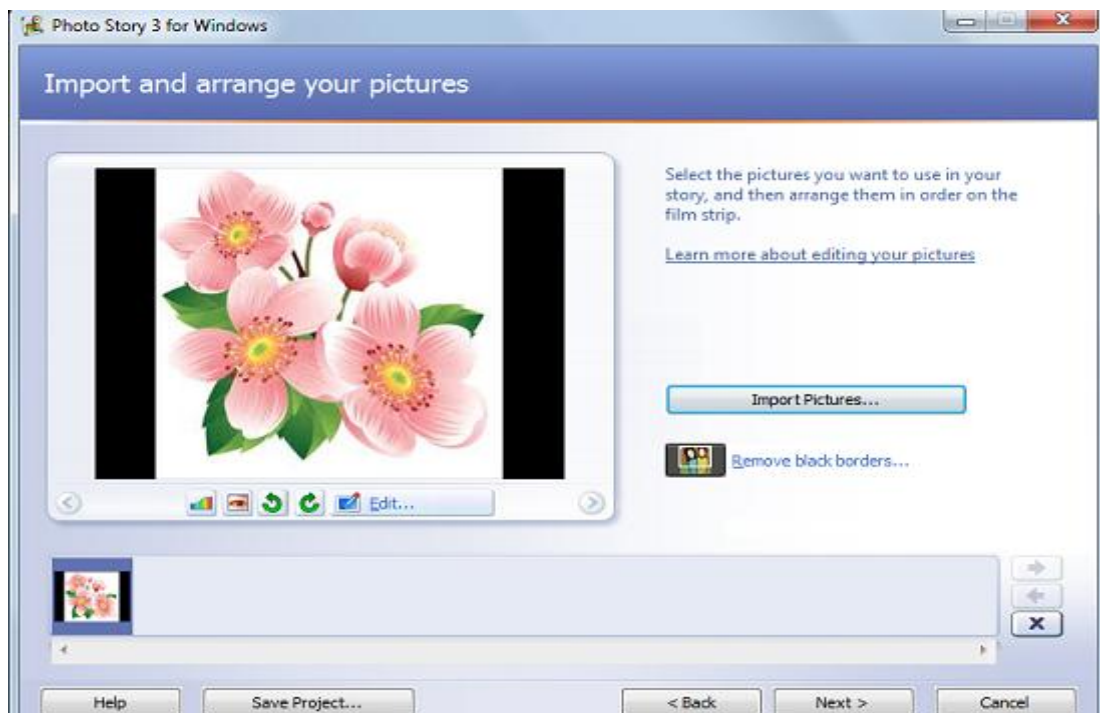 Photo Story 3 for Windows
Import and arrange your pictures
Select the pictures you want to use in your
story, and then arrange them in order on the
film strip.
Learn more about editing your pictures
Import Pictures...
Remove black borders...
Edit...
Help
Save Project...
< Back
Next >
Cancel